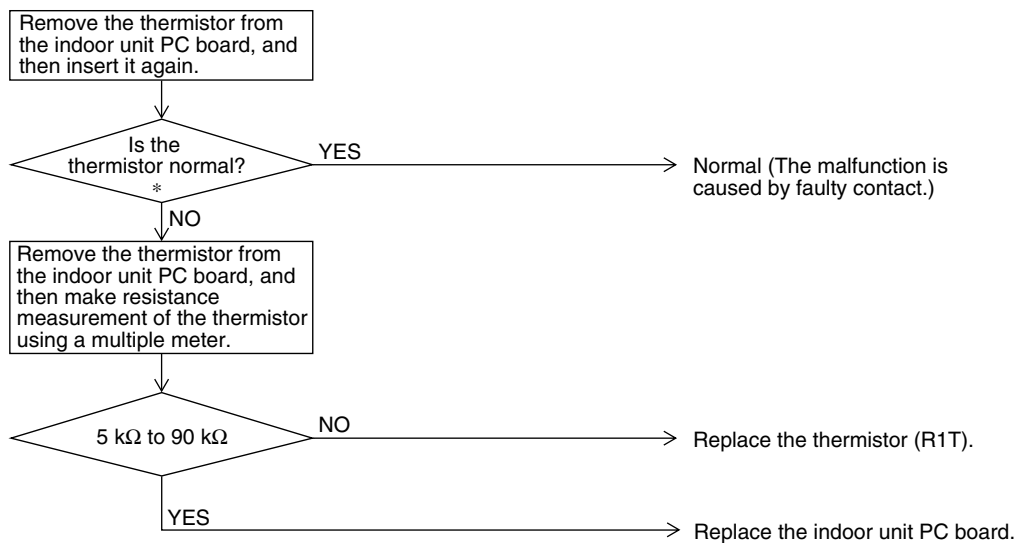 Remove the thermistor from
the indoor unit PC board, and
then insert it again.
Is the
thermistor normal?
*
YES
Normal (The malfunction is
caused by faulty contact.)
NO
Remove the thermistor from
the indoor unit PC board, and
then make resistance
measurement of the thermistor
using a multiple meter.
5 kΩ to 90 kΩ
NO
Replace the thermistor (R1T).
YES
Replace the indoor unit PC board.